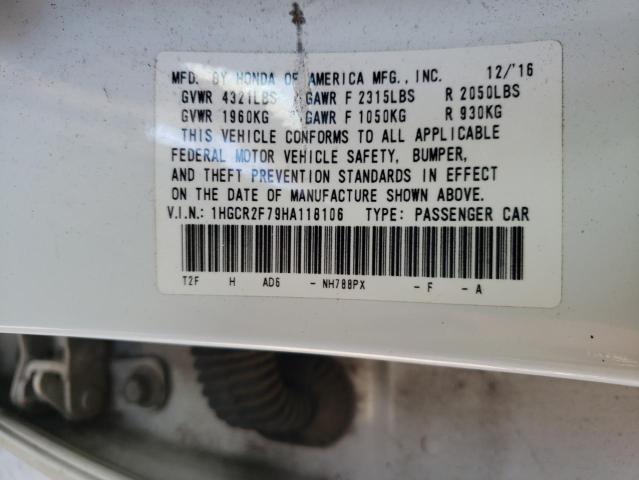 MFD. BY HONDA OF AMERICA MFG., INC. 12/'16
GVWR 4321LBS GAWR F 2315LBS R 2050LBS
GVWR 1960KG GAWR F 1050KG R 930KG
THIS VEHICLE CONFORMS TO ALL APPLICABLE
FEDERAL MOTOR VEHICLE SAFETY, BUMPER,
AND THEFT PREVENTION STANDARDS IN EFFECT
ON THE DATE OF MANUFACTURE SHOWN ABOVE.
V.I.N.: 1HGCR2F79HA118106 TYPE: PASSENGER CAR
T2F H AD6 - NH788PX - F - A